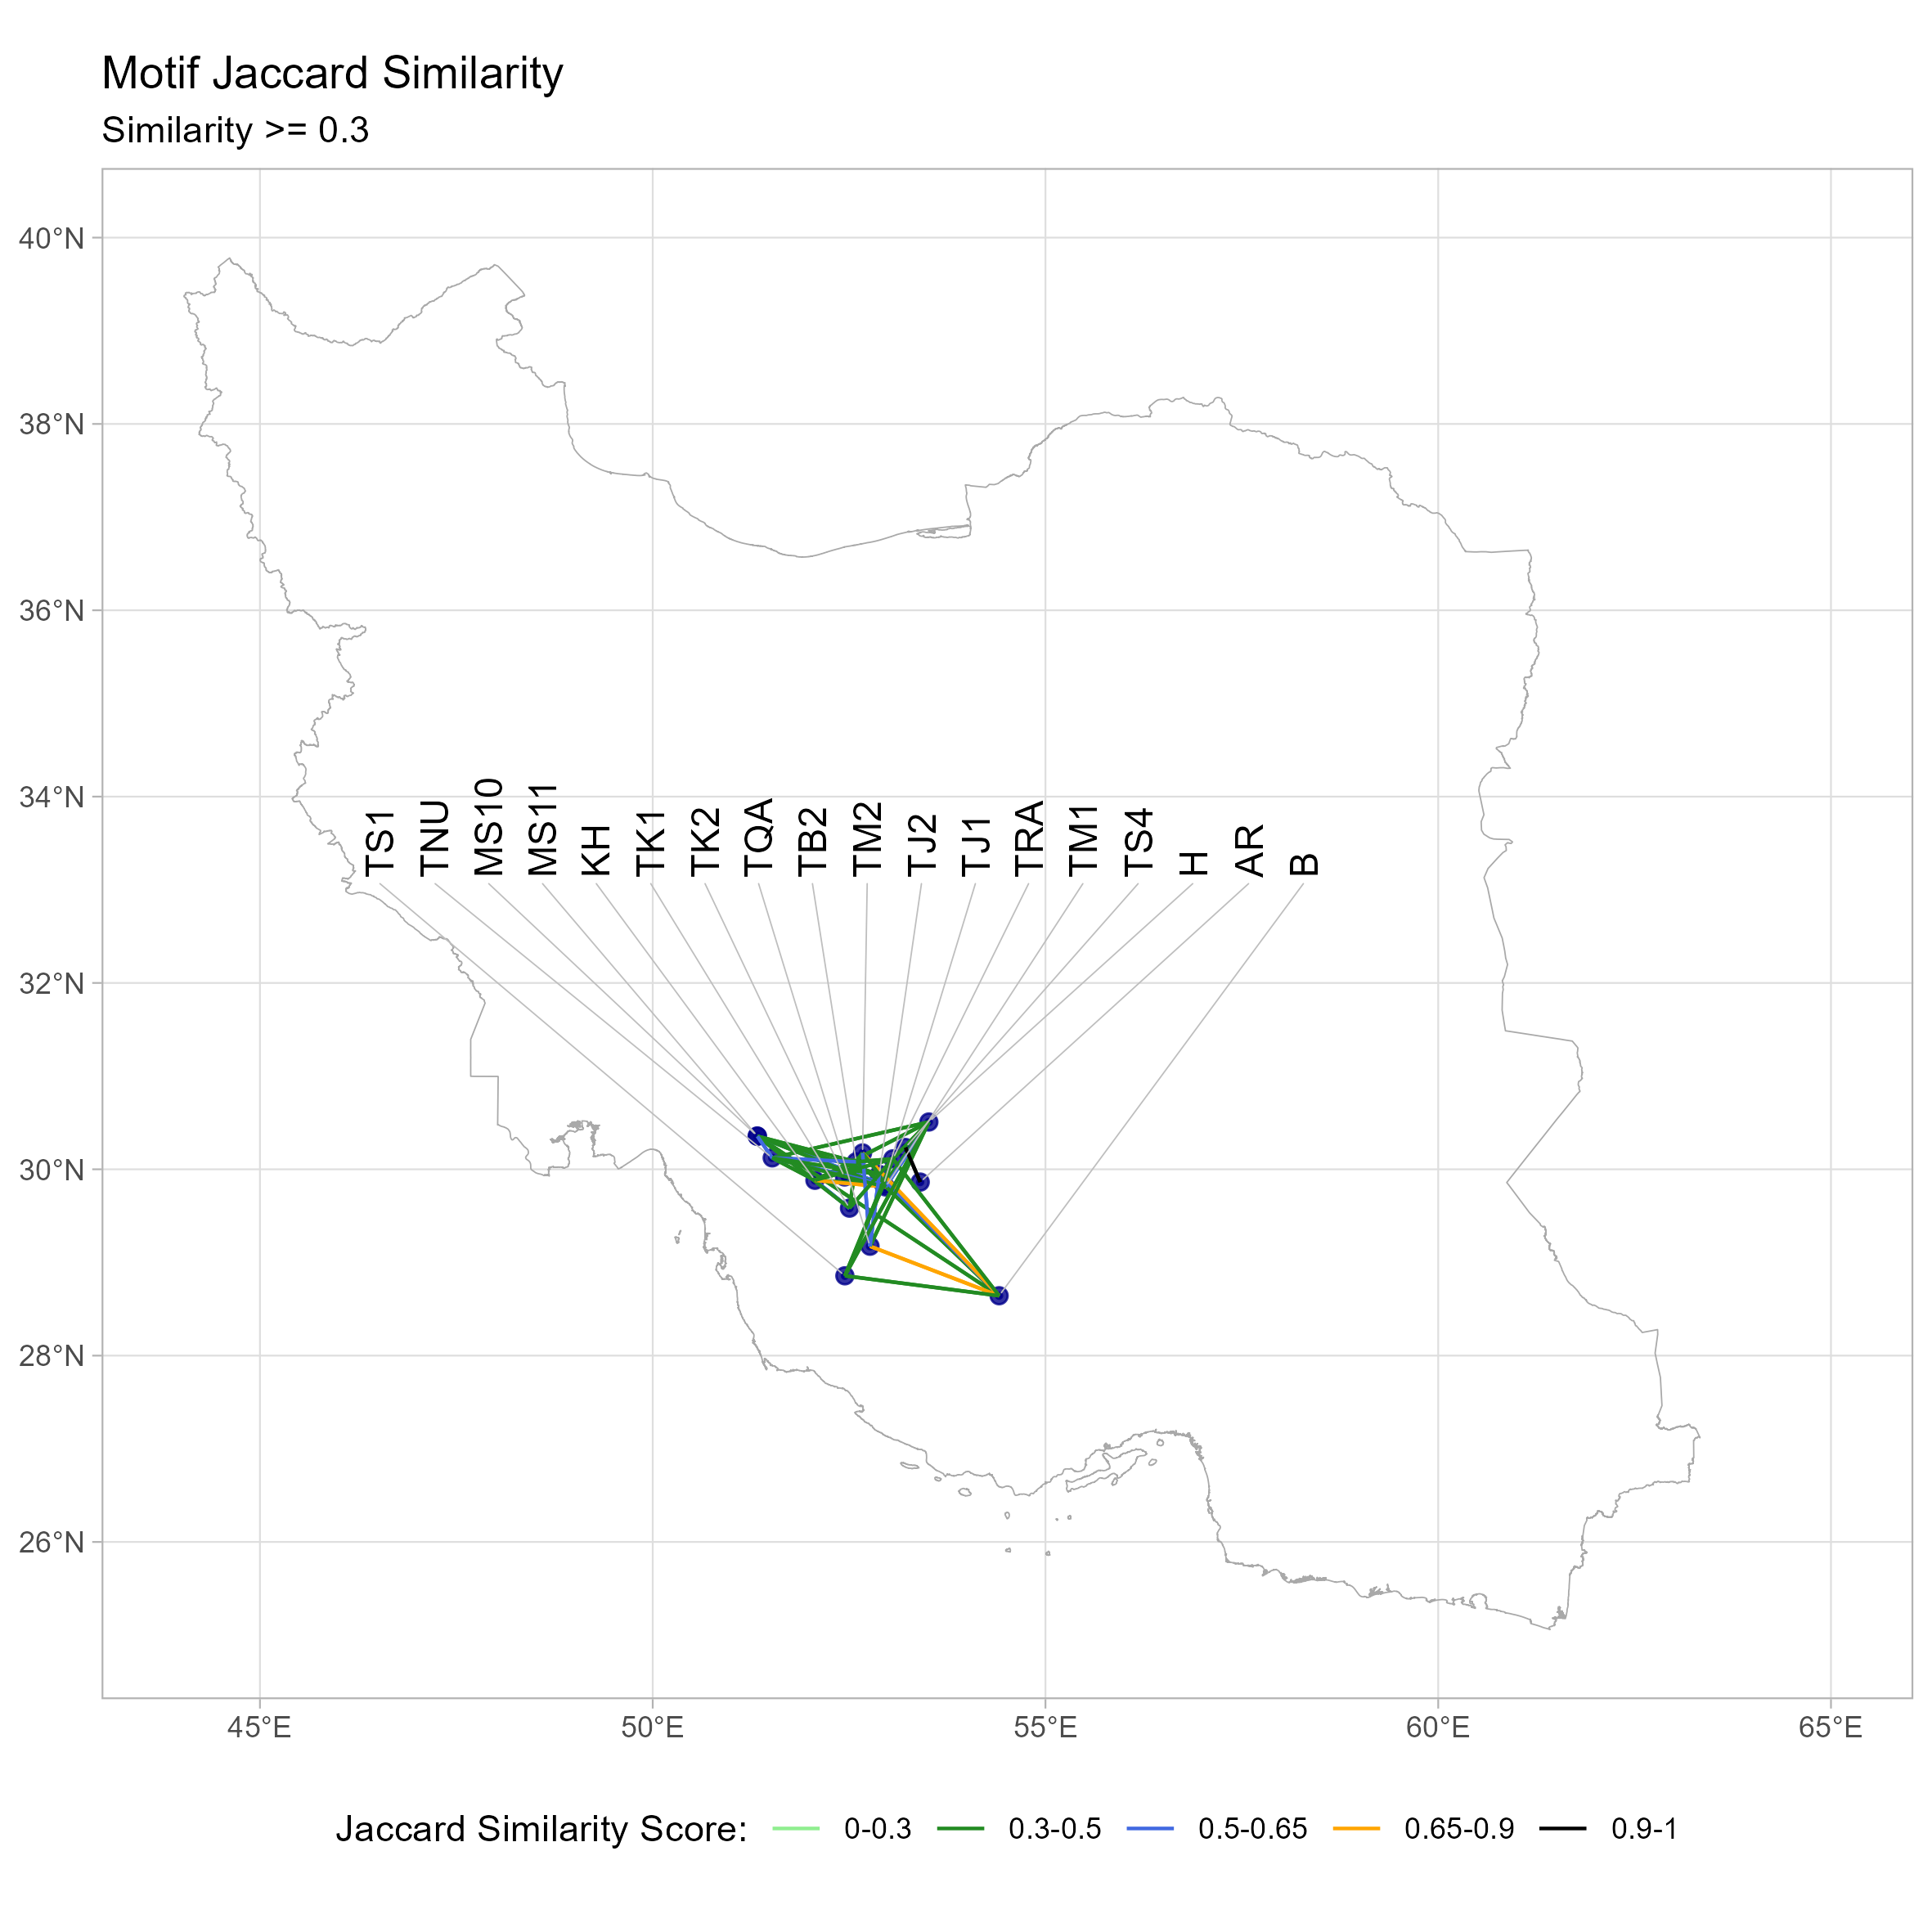 Motif Jaccard Similarity
Similarity >= 0.3
40°N
38°N
36°N
34°N
32°N
30°N
28°N
26°N
TS1
TNU
MS10
MS11
KH
TK1
TK2
TQA
TB2
TM2
TJ2
TJ1
TRA
TM1
TS4
H
AR
B
45°E 50°E 55°E 60°E 65°E
Jaccard Similarity Score: 0-0.3 0.3-0.5 0.5-0.65 0.65-0.9 0.9-1